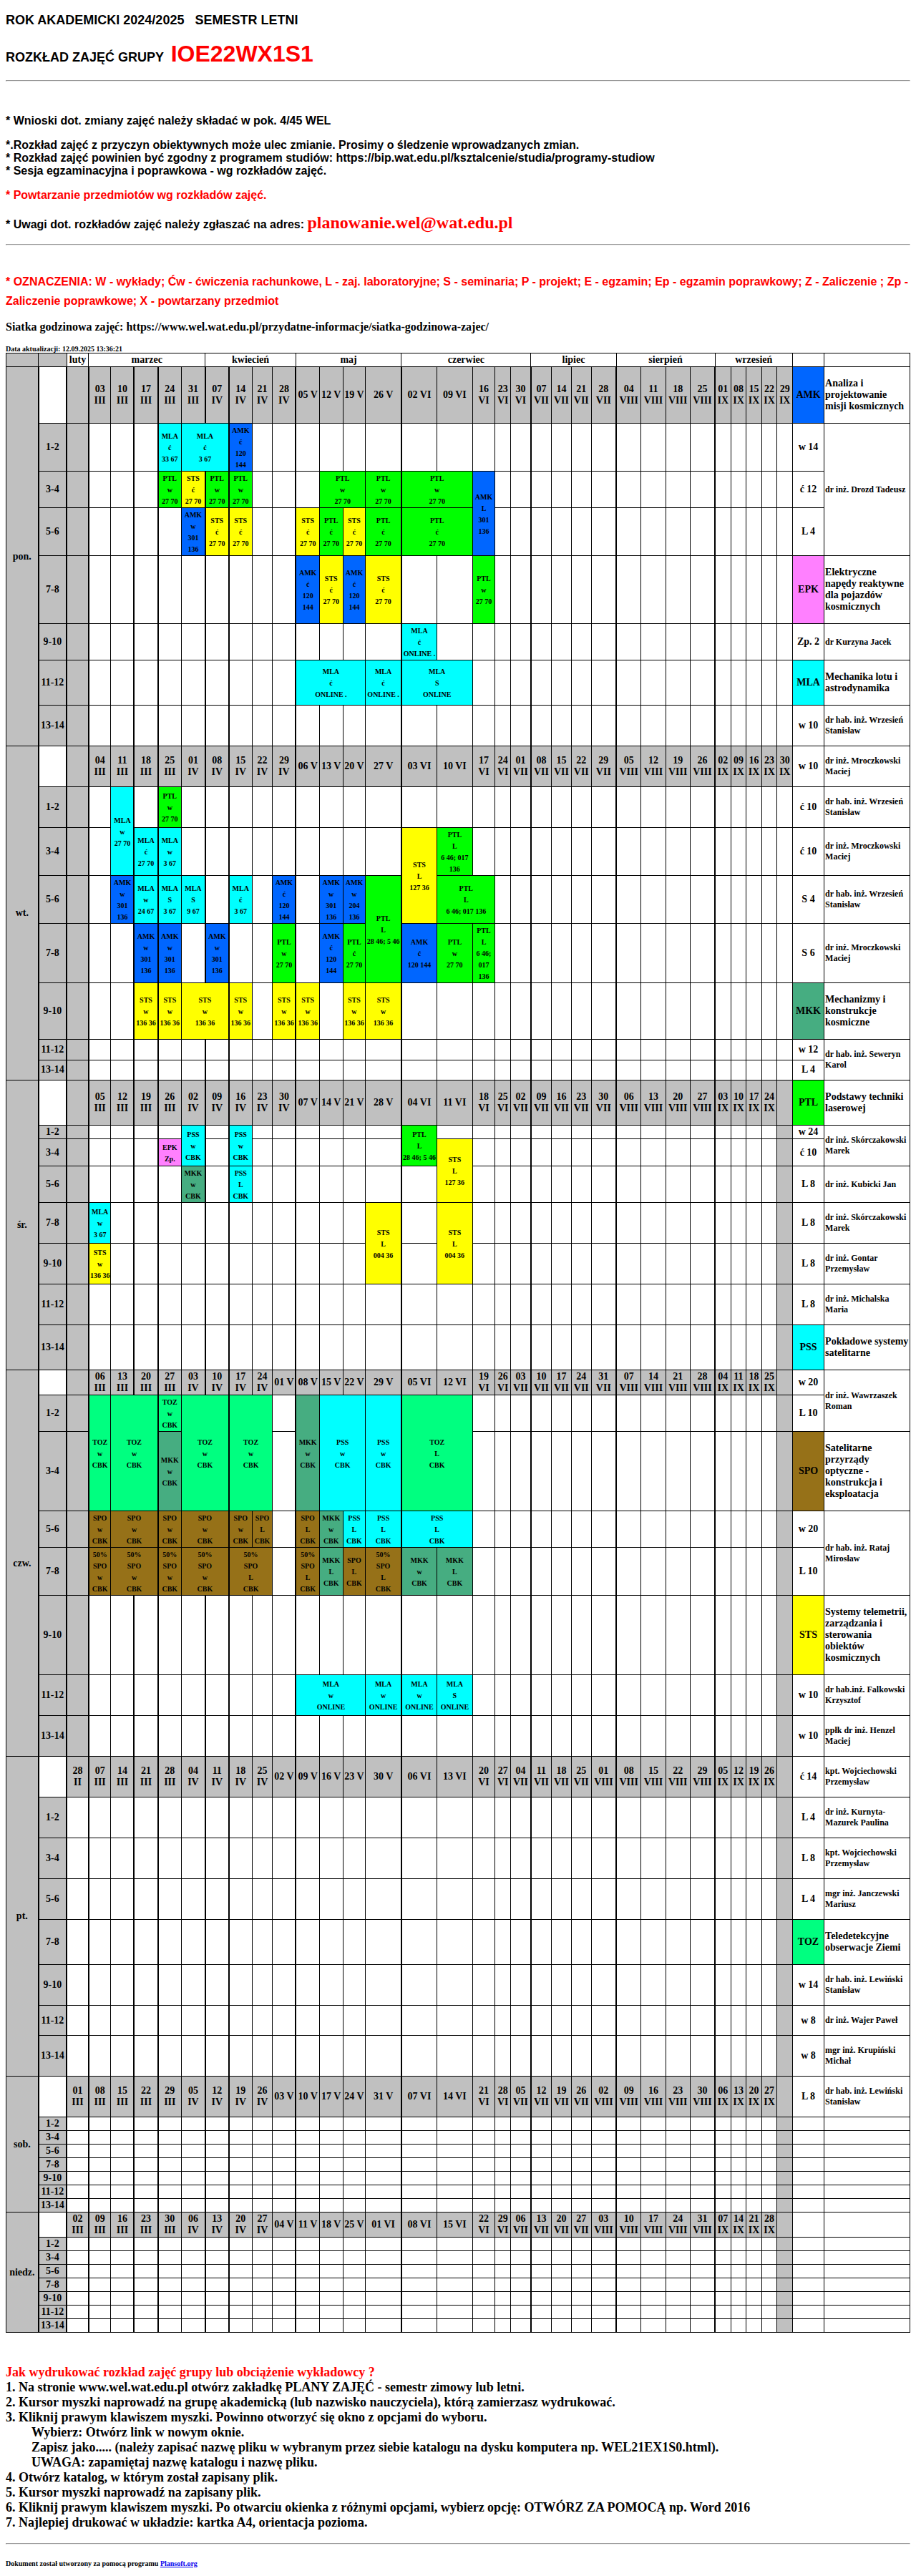 ROK AKADEMICKI 2024/2025 SEMESTR LETNI
ROZKŁAD ZAJĘĆ GRUPY IOE22WX1S1
* Wnioski dot. zmiany zajęć należy składać w pok. 4/45 WEL
*.Rozkład zajęć z przyczyn obiektywnych może ulec zmianie. Prosimy o śledzenie wprowadzanych zmian.
* Rozkład zajęć powinien być zgodny z programem studiów: https://bip.wat.edu.pl/ksztalcenie/studia/programy-studiow
* Sesja egzaminacyjna i poprawkowa - wg rozkładów zajęć.
* Powtarzanie przedmiotów wg rozkładów zajęć.
* Uwagi dot. rozkładów zajęć należy zgłaszać na adres: planowanie.wel@wat.edu.pl
* OZNACZENIA: W - wykłady; Ćw - ćwiczenia rachunkowe, L - zaj. laboratoryjne; S - seminaria; P - projekt; E - egzamin; Ep - egzamin poprawkowy; Z - Zaliczenie ; Zp -
Zaliczenie poprawkowe; X - powtarzany przedmiot
Siatka godzinowa zajęć: https://www.wel.wat.edu.pl/przydatne-informacje/siatka-godzinowa-zajec/
Data aktualizacji: 12.09.2025 13:36:21
luty marzec kwiecień maj czerwiec lipiec sierpień wrzesień
pon. 03 III 10 III 17 III 24 III 31 III 07 IV 14 IV 21 IV 28 IV 05 V 12 V 19 V 26 V 02 VI 09 VI 16 VI 23 VI 30 VI 07 VII 14 VII 21 VII 28 VII 04 VIII 11 VIII 18 VIII 25 VIII 01 IX 08 IX 15 IX 22 IX 29 IX AMK Analiza i projektowanie misji kosmicznych
1-2 MLA ć 33 67 MLA ć 3 67 AMK ć 120 144 w 14 dr inż. Drozd Tadeusz
3-4 PTL w 27 70 STS ć 27 70 PTL w 27 70 PTL w 27 70 PTL w 27 70 PTL w 27 70 PTL w 27 70 AMK L 301 136 ć 12
5-6 AMK w 301 136 STS ć 27 70 STS ć 27 70 STS ć 27 70 PTL ć 27 70 STS ć 27 70 PTL ć 27 70 PTL ć 27 70 L 4
7-8 AMK ć 120 144 STS ć 27 70 AMK ć 120 144 STS ć 27 70 PTL w 27 70 EPK Elektryczne napędy reaktywne dla pojazdów kosmicznych
9-10 MLA ć ONLINE . Zp. 2 dr Kurzyna Jacek
11-12 MLA ć ONLINE . MLA ć ONLINE . MLA S ONLINE MLA Mechanika lotu i astrodynamika
13-14 w 10 dr hab. inż. Wrzesień Stanisław
wt. 04 III 11 III 18 III 25 III 01 IV 08 IV 15 IV 22 IV 29 IV 06 V 13 V 20 V 27 V 03 VI 10 VI 17 VI 24 VI 01 VII 08 VII 15 VII 22 VII 29 VII 05 VIII 12 VIII 19 VIII 26 VIII 02 IX 09 IX 16 IX 23 IX 30 IX w 10 dr inż. Mroczkowski Maciej
1-2 MLA w 27 70 PTL w 27 70 ć 10 dr hab. inż. Wrzesień Stanisław
3-4 MLA ć 27 70 MLA w 3 67 STS L 127 36 PTL L 6 46; 017 136 ć 10 dr inż. Mroczkowski Maciej
5-6 AMK w 301 136 MLA w 24 67 MLA S 3 67 MLA S 9 67 MLA ć 3 67 AMK ć 120 144 AMK w 301 136 AMK w 204 136 PTL L 28 46; 5 46 PTL L 6 46; 017 136 S 4 dr hab. inż. Wrzesień Stanisław
7-8 AMK w 301 136 AMK w 301 136 AMK w 301 136 PTL w 27 70 AMK ć 120 144 PTL ć 27 70 AMK ć 120 144 PTL w 27 70 PTL L 6 46; 017 136 S 6 dr inż. Mroczkowski Maciej
9-10 STS w 136 36 STS w 136 36 STS w 136 36 STS w 136 36 STS w 136 36 STS w 136 36 STS w 136 36 STS w 136 36 MKK Mechanizmy i konstrukcje kosmiczne
11-12 w 12 dr hab. inż. Seweryn Karol
13-14 L 4
śr. 05 III 12 III 19 III 26 III 02 IV 09 IV 16 IV 23 IV 30 IV 07 V 14 V 21 V 28 V 04 VI 11 VI 18 VI 25 VI 02 VII 09 VII 16 VII 23 VII 30 VII 06 VIII 13 VIII 20 VIII 27 VIII 03 IX 10 IX 17 IX 24 IX PTL Podstawy techniki laserowej
1-2 PSS w CBK PSS w CBK PTL L 28 46; 5 46 w 24 dr inż. Skórczakowski Marek
3-4 EPK Zp. STS L 127 36 ć 10
5-6 MKK w CBK PSS L CBK L 8 dr inż. Kubicki Jan
7-8 MLA w 3 67 STS L 004 36 STS L 004 36 L 8 dr inż. Skórczakowski Marek
9-10 STS w 136 36 L 8 dr inż. Gontar Przemysław
11-12 L 8 dr inż. Michalska Maria
13-14 PSS Pokładowe systemy satelitarne
czw. 06 III 13 III 20 III 27 III 03 IV 10 IV 17 IV 24 IV 01 V 08 V 15 V 22 V 29 V 05 VI 12 VI 19 VI 26 VI 03 VII 10 VII 17 VII 24 VII 31 VII 07 VIII 14 VIII 21 VIII 28 VIII 04 IX 11 IX 18 IX 25 IX w 20 dr inż. Wawrzaszek Roman
1-2 TOZ w CBK TOZ w CBK TOZ w CBK TOZ w CBK TOZ w CBK MKK w CBK PSS w CBK PSS w CBK TOZ L CBK L 10
3-4 MKK w CBK SPO Satelitarne przyrządy optyczne - konstrukcja i eksploatacja
5-6 SPO w CBK SPO w CBK SPO w CBK SPO w CBK SPO w CBK SPO L CBK SPO L CBK MKK w CBK PSS L CBK PSS L CBK PSS L CBK w 20 dr hab. inż. Rataj Mirosław
7-8 50% SPO w CBK 50% SPO w CBK 50% SPO w CBK 50% SPO w CBK 50% SPO L CBK 50% SPO L CBK MKK L CBK SPO L CBK 50% SPO L CBK MKK w CBK MKK L CBK L 10
9-10 STS Systemy telemetrii, zarządzania i sterowania obiektów kosmicznych
11-12 MLA w ONLINE MLA w ONLINE MLA w ONLINE MLA S ONLINE w 10 dr hab.inż. Falkowski Krzysztof
13-14 w 10 ppłk dr inż. Henzel Maciej
pt. 28 II 07 III 14 III 21 III 28 III 04 IV 11 IV 18 IV 25 IV 02 V 09 V 16 V 23 V 30 V 06 VI 13 VI 20 VI 27 VI 04 VII 11 VII 18 VII 25 VII 01 VIII 08 VIII 15 VIII 22 VIII 29 VIII 05 IX 12 IX 19 IX 26 IX ć 14 kpt. Wojciechowski Przemysław
1-2 L 4 dr inż. Kurnyta-Mazurek Paulina
3-4 L 8 kpt. Wojciechowski Przemysław
5-6 L 4 mgr inż. Janczewski Mariusz
7-8 TOZ Teledetekcyjne obserwacje Ziemi
9-10 w 14 dr hab. inż. Lewiński Stanisław
11-12 w 8 dr inż. Wajer Paweł
13-14 w 8 mgr inż. Krupiński Michał
sob. 01 III 08 III 15 III 22 III 29 III 05 IV 12 IV 19 IV 26 IV 03 V 10 V 17 V 24 V 31 V 07 VI 14 VI 21 VI 28 VI 05 VII 12 VII 19 VII 26 VII 02 VIII 09 VIII 16 VIII 23 VIII 30 VIII 06 IX 13 IX 20 IX 27 IX L 8 dr hab. inż. Lewiński Stanisław
1-2
3-4
5-6
7-8
9-10
11-12
13-14
niedz. 02 III 09 III 16 III 23 III 30 III 06 IV 13 IV 20 IV 27 IV 04 V 11 V 18 V 25 V 01 VI 08 VI 15 VI 22 VI 29 VI 06 VII 13 VII 20 VII 27 VII 03 VIII 10 VIII 17 VIII 24 VIII 31 VIII 07 IX 14 IX 21 IX 28 IX
1-2
3-4
5-6
7-8
9-10
11-12
13-14
Jak wydrukować rozkład zajęć grupy lub obciążenie wykładowcy ?
1. Na stronie www.wel.wat.edu.pl otwórz zakładkę PLANY ZAJĘĆ - semestr zimowy lub letni.
2. Kursor myszki naprowadź na grupę akademicką (lub nazwisko nauczyciela), którą zamierzasz wydrukować.
3. Kliknij prawym klawiszem myszki. Powinno otworzyć się okno z opcjami do wyboru.
Wybierz: Otwórz link w nowym oknie.
Zapisz jako..... (należy zapisać nazwę pliku w wybranym przez siebie katalogu na dysku komputera np. WEL21EX1S0.html).
UWAGA: zapamiętaj nazwę katalogu i nazwę pliku.
4. Otwórz katalog, w którym został zapisany plik.
5. Kursor myszki naprowadź na zapisany plik.
6. Kliknij prawym klawiszem myszki. Po otwarciu okienka z różnymi opcjami, wybierz opcję: OTWÓRZ ZA POMOCĄ np. Word 2016
7. Najlepiej drukować w układzie: kartka A4, orientacja pozioma.
Dokument został utworzony za pomocą programu Plansoft.org